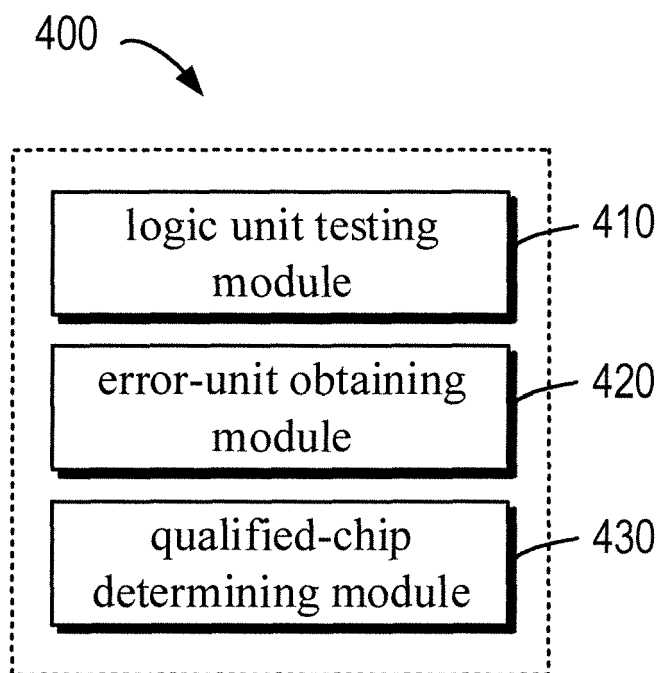 400
logic unit testing
module
410
error-unit obtaining
module
420
qualified-chip
determining module
430